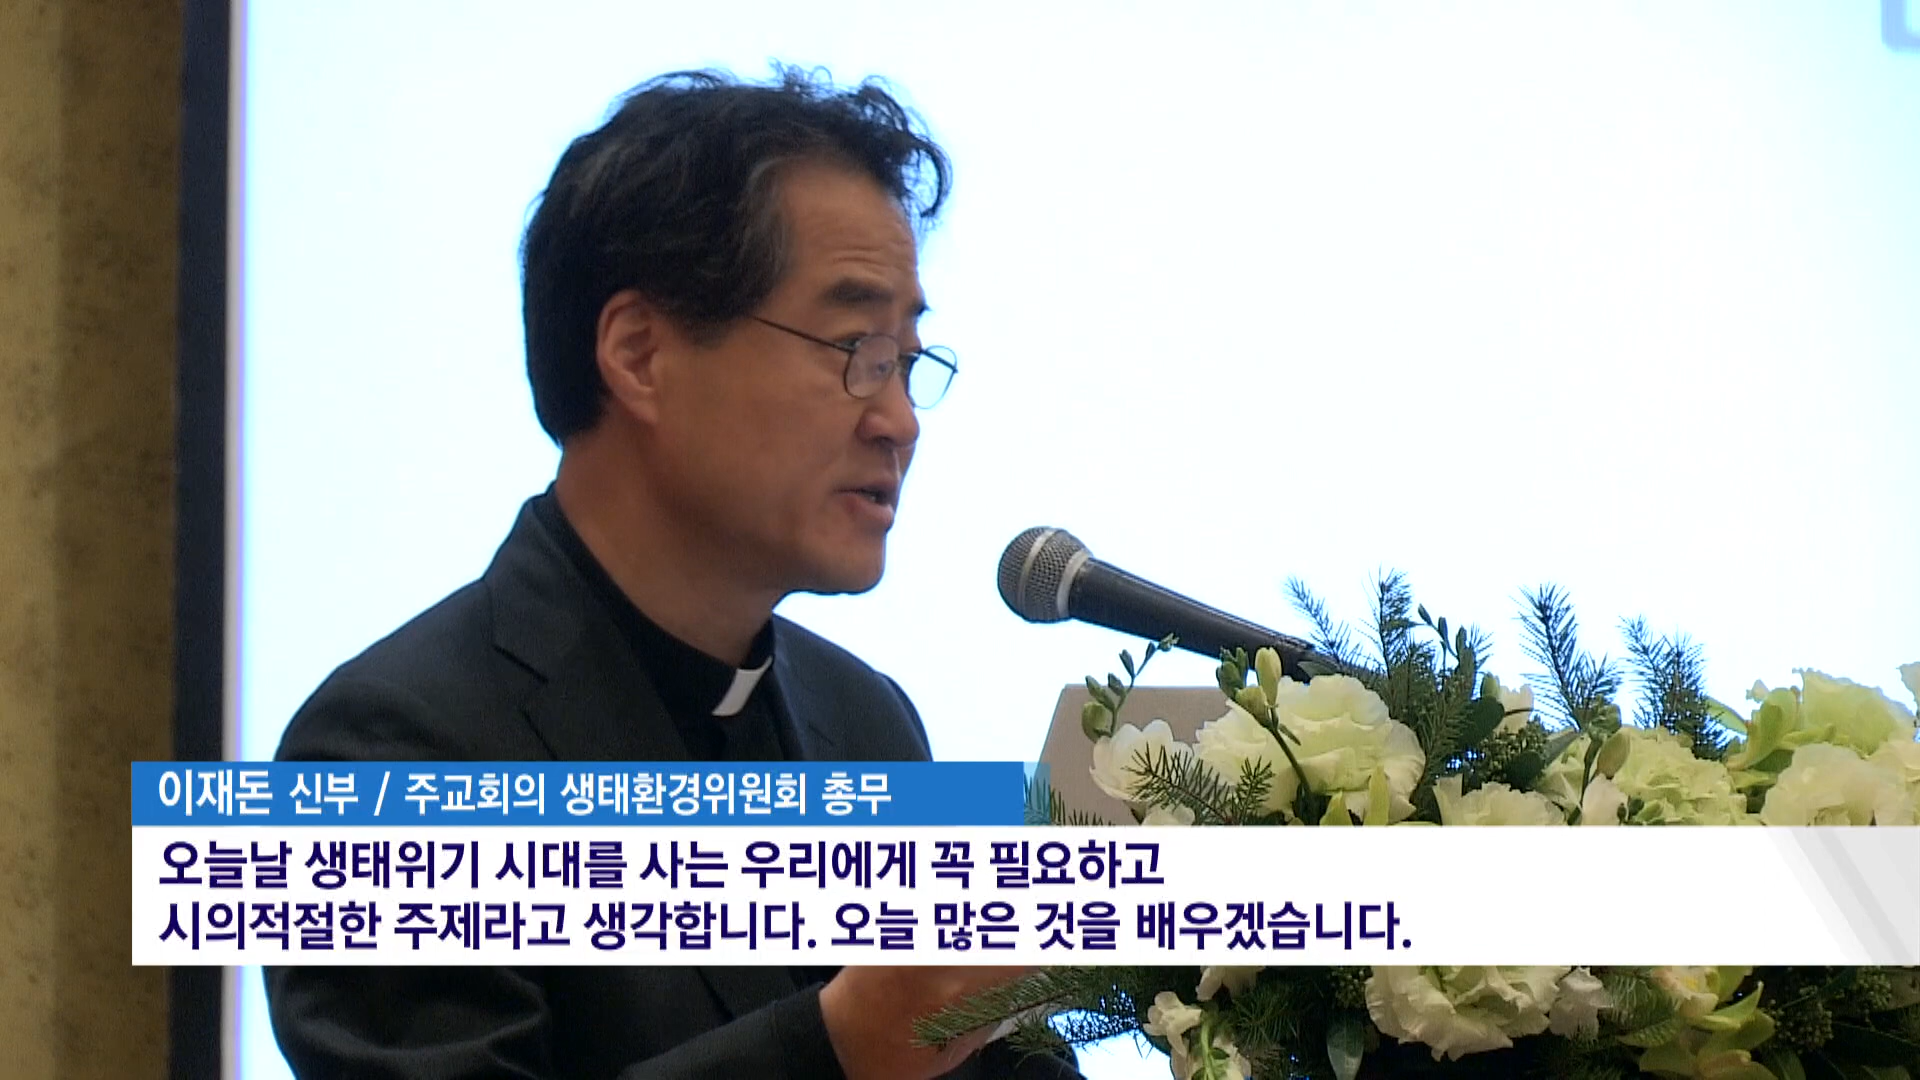 이재돈 신부 / 주교회의 생태환경위원회 총무
오늘날 생태위기 시대를 사는 우리에게 꼭 필요하고
시의적절한 주제라고 생각합니다. 오늘 많은 것을 배우겠습니다.